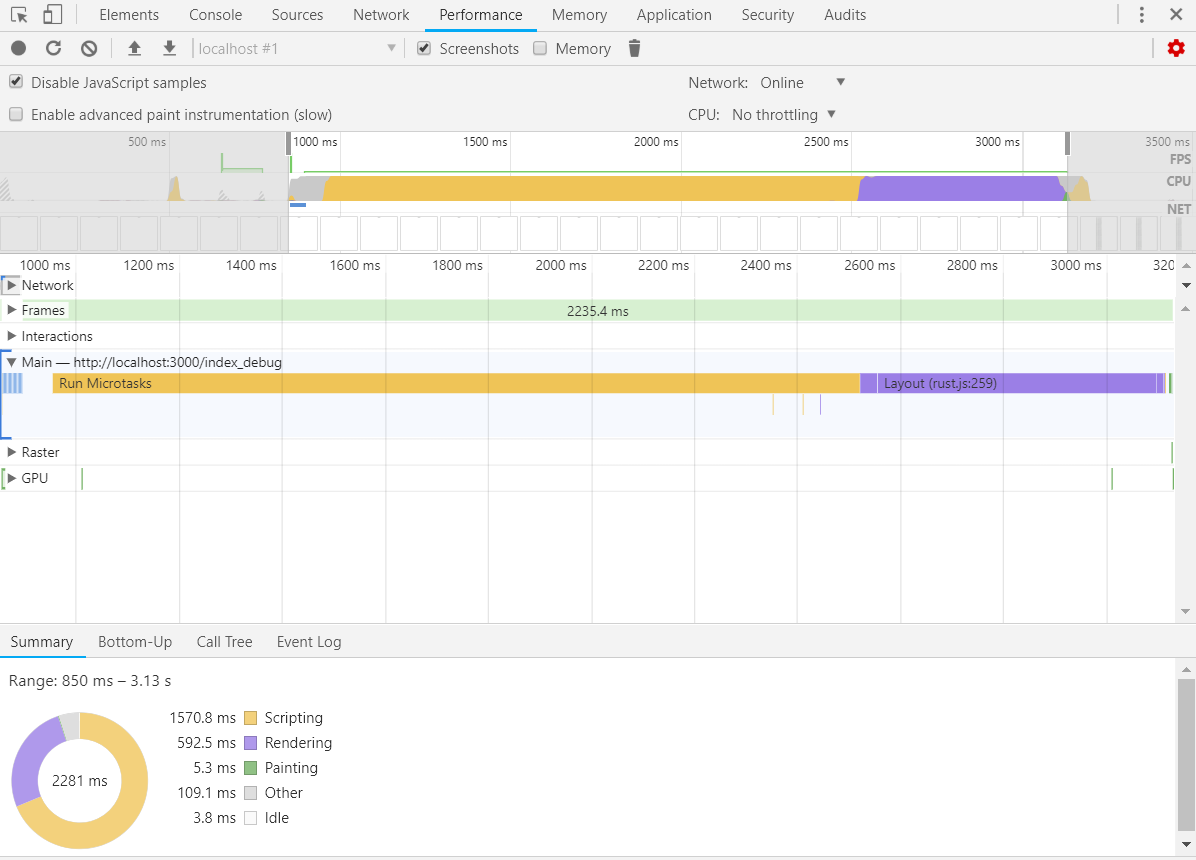 Elements Console Sources Network Performance Memory Application Security Audits
localhost #1 Screenshots Memory
Disable JavaScript samples Network: Online
Enable advanced paint instrumentation (slow) CPU: No throttling
500 ms 1000 ms 1500 ms 2000 ms 2500 ms 3000 ms 3500 ms
FPS
CPU
NET
1000 ms 1200 ms 1400 ms 1600 ms 1800 ms 2000 ms 2200 ms 2400 ms 2600 ms 2800 ms 3000 ms 320
Network
Frames 2235.4 ms
Interactions
Main — http://localhost:3000/index_debug
Run Microtasks Layout (rust.js:259)
Raster
GPU
Summary Bottom-Up Call Tree Event Log
Range: 850 ms – 3.13 s
1570.8 ms Scripting
592.5 ms Rendering
5.3 ms Painting
2281 ms
109.1 ms Other
3.8 ms Idle